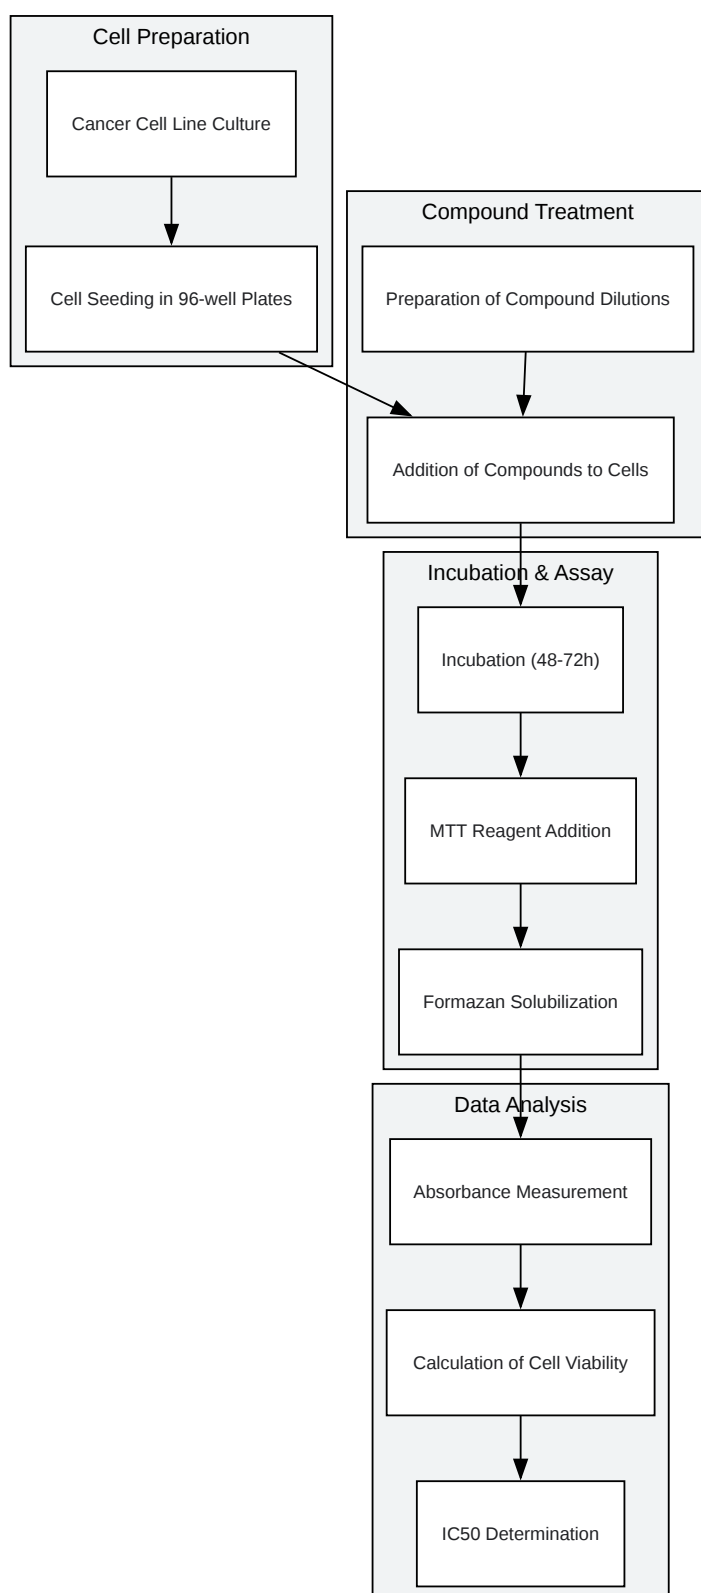 Cell Preparation
Cancer Cell Line Culture
Cell Seeding in 96-well Plates
Compound Treatment
Preparation of Compound Dilutions
Addition of Compounds to Cells
Incubation & Assay
Incubation (48-72h)
MTT Reagent Addition
Formazan Solubilization
Data Analysis
Absorbance Measurement
Calculation of Cell Viability
IC50 Determination